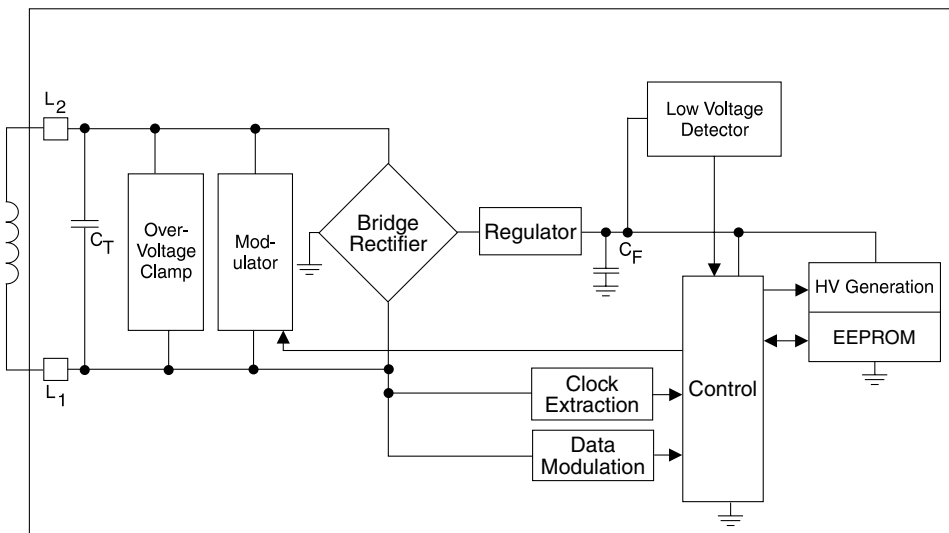 L2
CT
Over-
Voltage
Clamp
Mod-
ulator
Bridge
Rectifier
Regulator
CF
Low Voltage
Detector
HV Generation
EEPROM
Control
Clock
Extraction
Data
Modulation
L1